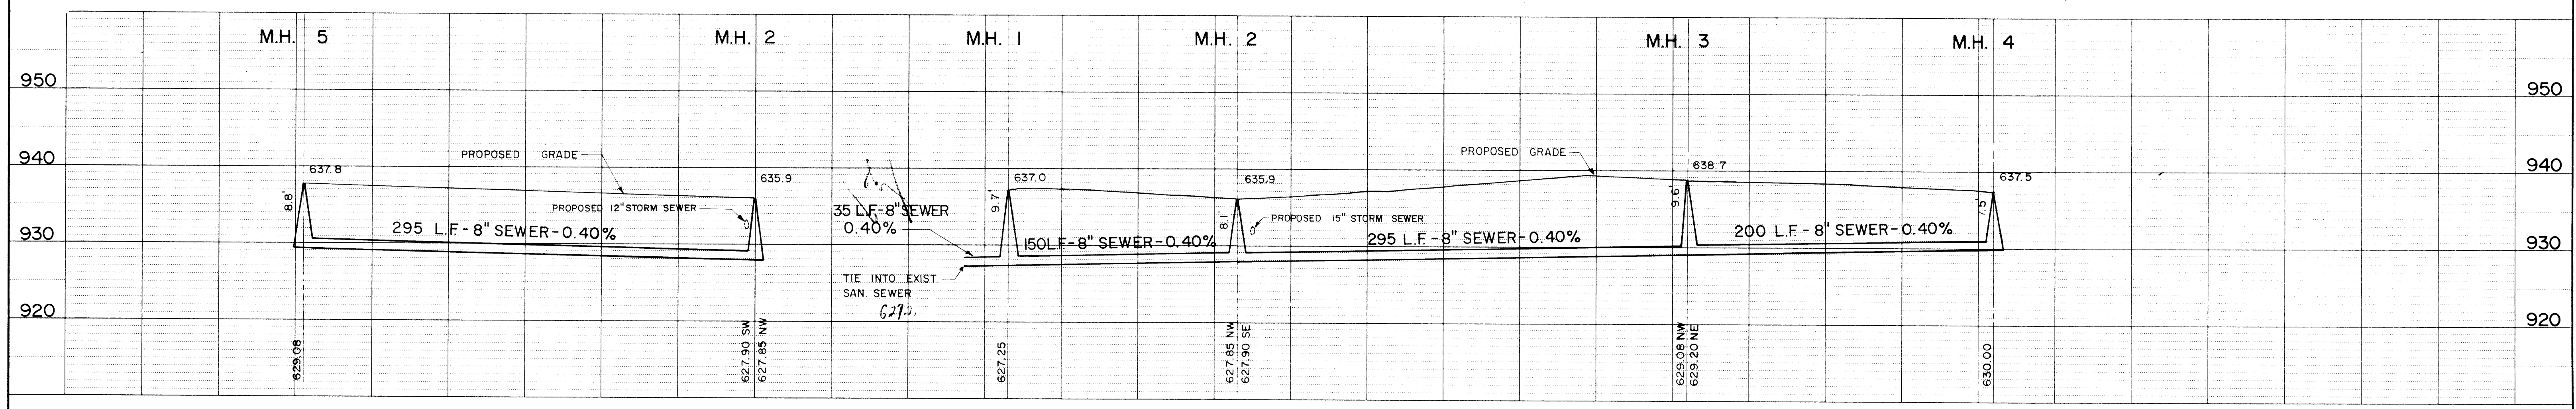 M.H. 5
M.H. 2
M.H. 1
M.H. 2
M.H. 3
M.H. 4
950
950
940
940
930
930
920
920
PROPOSED GRADE
PROPOSED GRADE
637.8
635.9
637.0
635.9
638.7
637.5
8.8'
9.7'
8.1'
9.6'
7.5'
PROPOSED 12" STORM SEWER
PROPOSED 15" STORM SEWER
295 L.F. - 8" SEWER - 0.40%
35 L.F. - 8" SEWER
0.40%
150 L.F. - 8" SEWER - 0.40%
295 L.F. - 8" SEWER - 0.40%
200 L.F. - 8" SEWER - 0.40%
TIE INTO EXIST.
SAN. SEWER
629.08
627.90 SW
627.85 NW
627.25
627.85 NW
627.90 SE
629.08 NW
629.20 NE
630.00